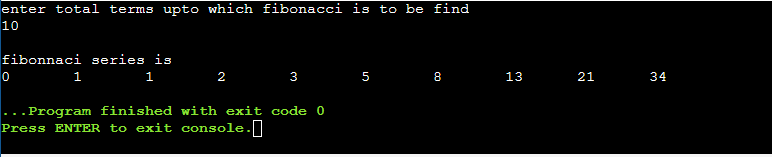 enter total terms upto which fibonacci is to be find
10
fibonnaci series is
0 1 1 2 3 5 8 13 21 34
...Program finished with exit code 0
Press ENTER to exit console.